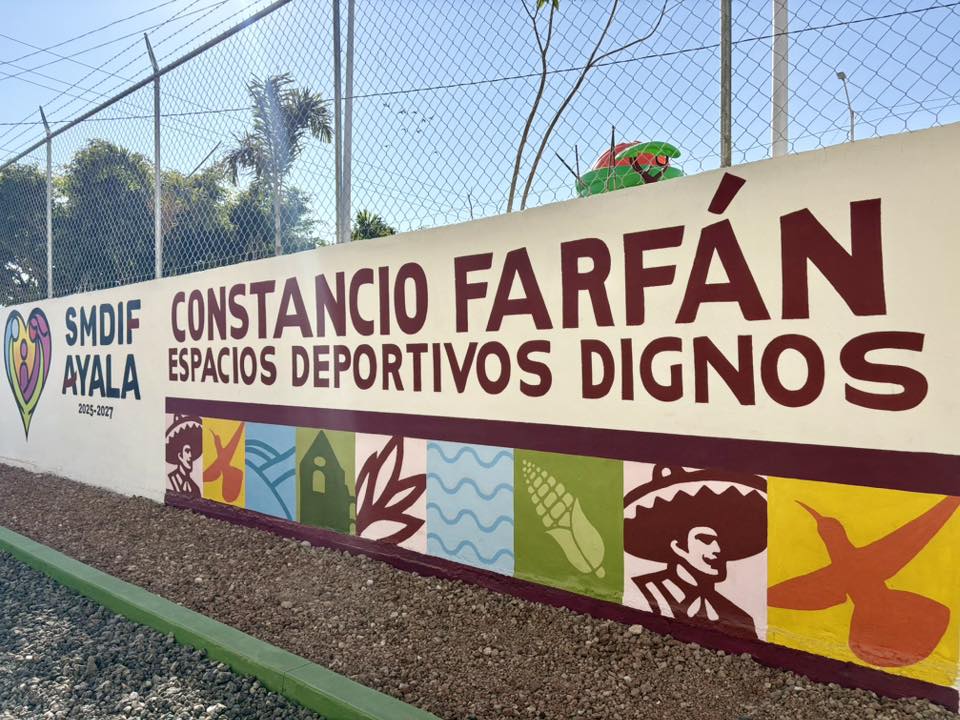 SMDIF
AYALA
2025-2027
CONSTANCIO FARFÁN
ESPACIOS DEPORTIVOS DIGNOS